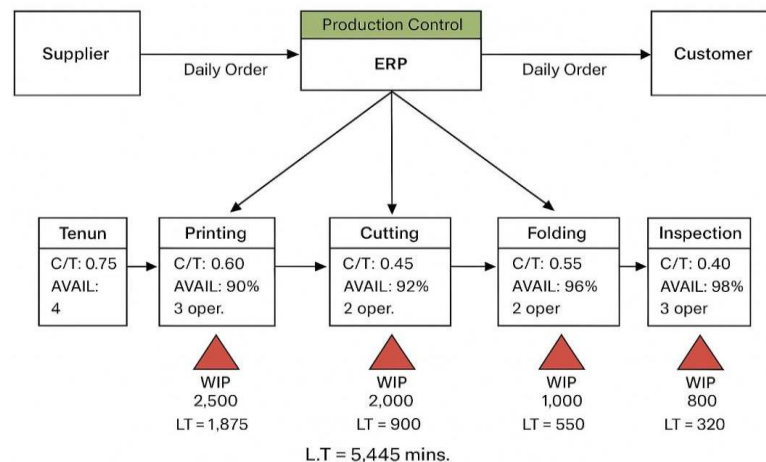 Production Control
Supplier
ERP
Customer
Daily Order
Daily Order
Tenun
C/T: 0.75
AVAIL:
4
Printing
C/T: 0.60
AVAIL: 90%
3 oper.
Cutting
C/T: 0.45
AVAIL: 92%
2 oper.
Folding
C/T: 0.55
AVAIL: 96%
2 oper
Inspection
C/T: 0.40
AVAIL: 98%
3 oper
WIP
2,500
LT = 1,875
WIP
2,000
LT = 900
WIP
1,000
LT = 550
WIP
800
LT = 320
L.T = 5,445 mins.